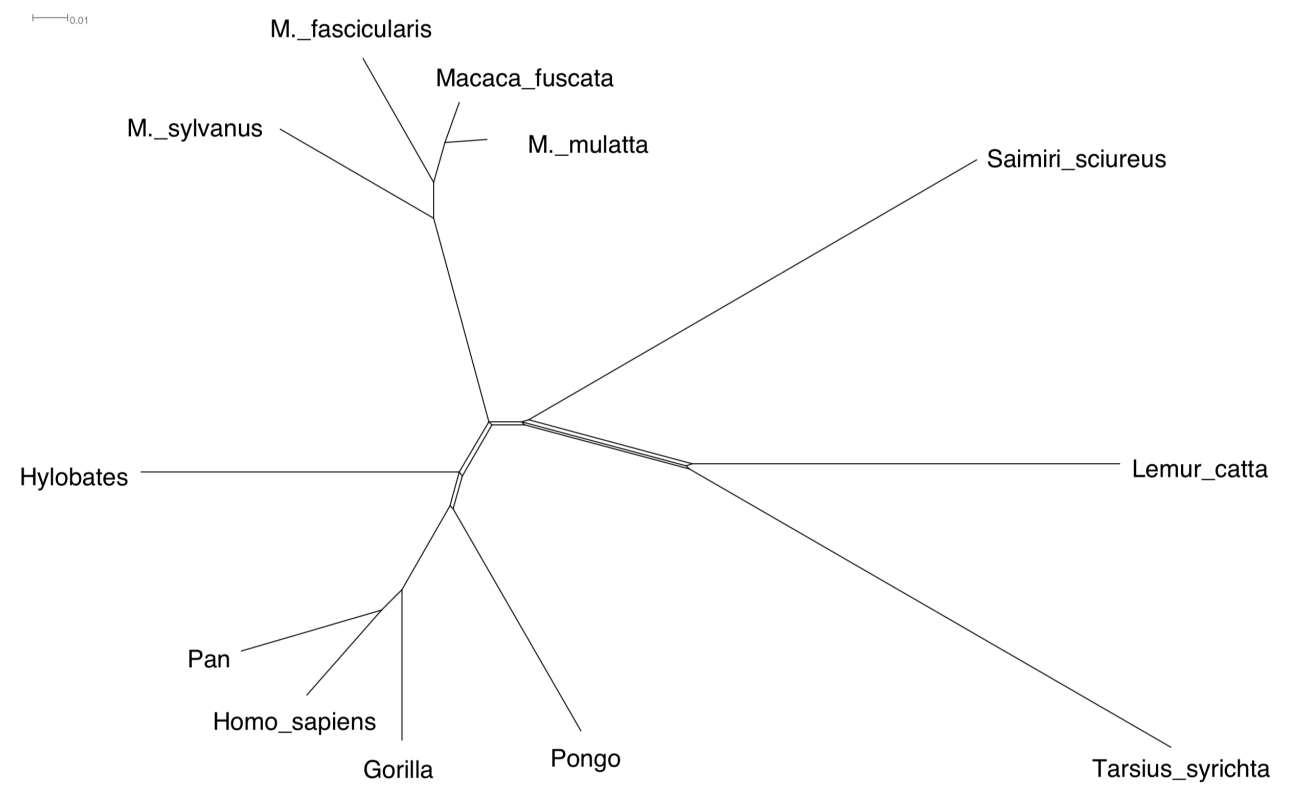 0.01
M._fascicularis
Macaca_fuscata
M._sylvanus
M._mulatta
Saimiri_sciureus
Hylobates
Lemur_catta
Pan
Homo_sapiens
Gorilla
Pongo
Tarsius_syrichta